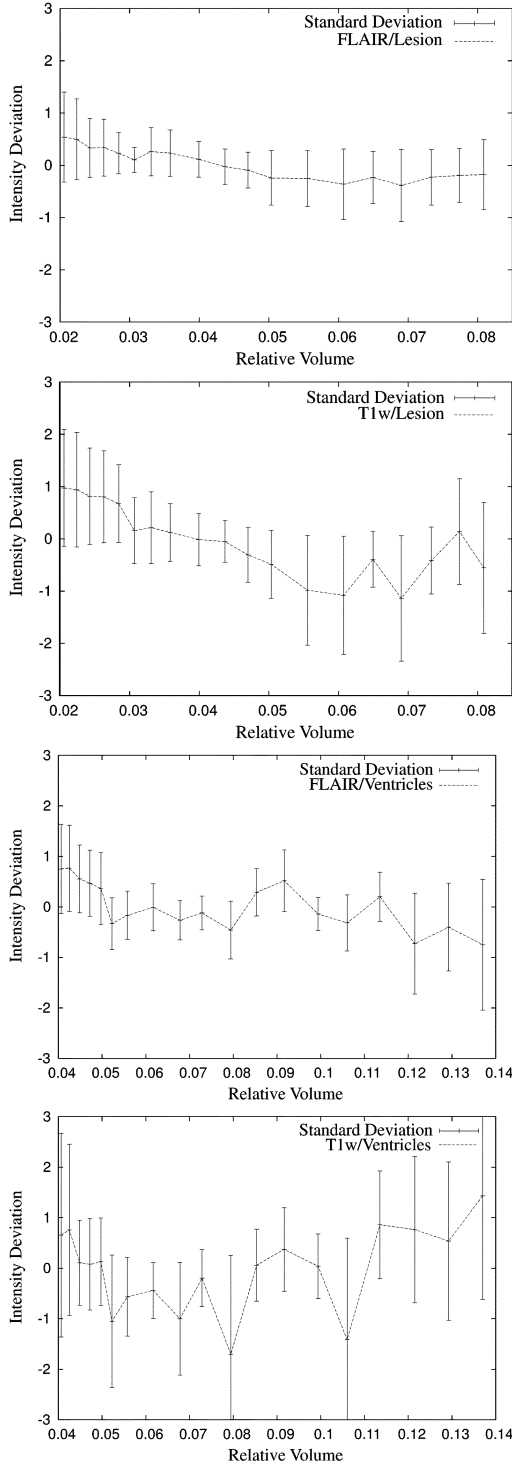 3
2
1
0
-1
-2
-3
Intensity Deviation
Standard Deviation
FLAIR/Lesion
0.02 0.03 0.04 0.05 0.06 0.07 0.08
Relative Volume
3
2
1
0
-1
-2
-3
Intensity Deviation
Standard Deviation
T1w/Lesion
0.02 0.03 0.04 0.05 0.06 0.07 0.08
Relative Volume
3
2
1
0
-1
-2
-3
Intensity Deviation
Standard Deviation
FLAIR/Ventricles
0.04 0.05 0.06 0.07 0.08 0.09 0.1 0.11 0.12 0.13 0.14
Relative Volume
3
2
1
0
-1
-2
-3
Intensity Deviation
Standard Deviation
T1w/Ventricles
0.04 0.05 0.06 0.07 0.08 0.09 0.1 0.11 0.12 0.13 0.14
Relative Volume